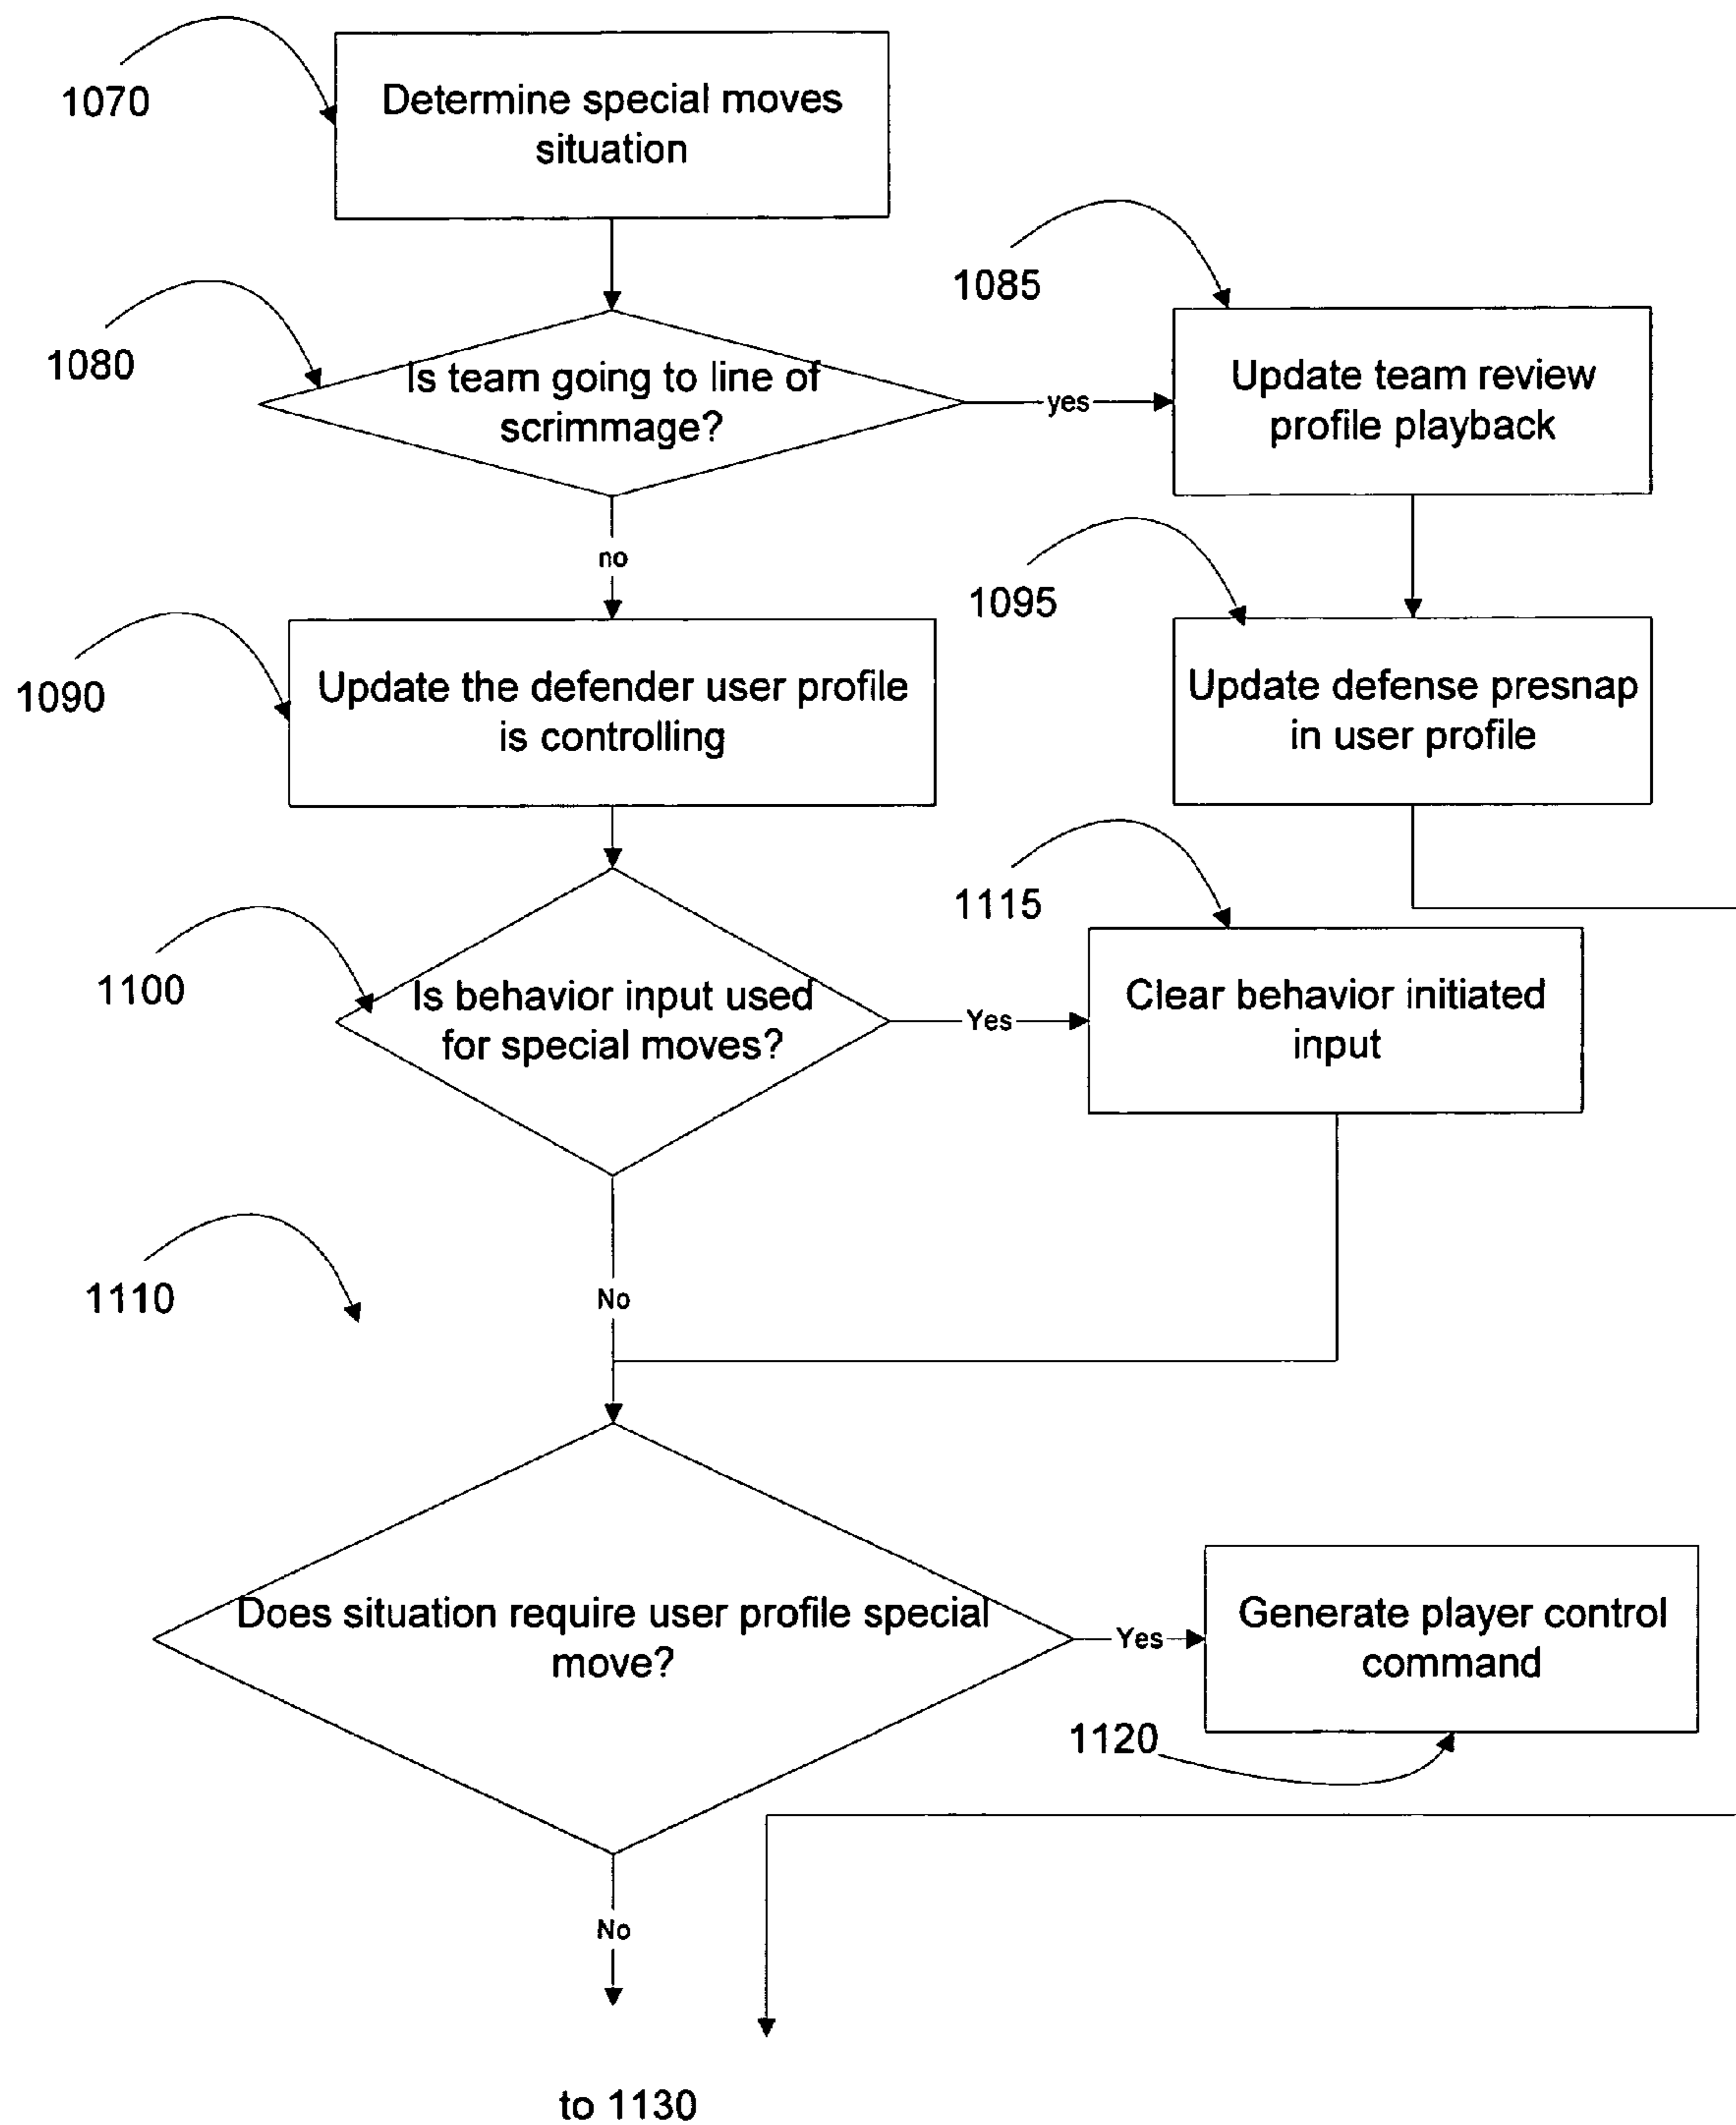 1070
Determine special moves
situation
1080
Is team going to line of
scrimmage?
yes
1085
Update team review
profile playback
no
1090
Update the defender user profile
is controlling
1095
Update defense presnap
in user profile
1100
Is behavior input used
for special moves?
Yes
1115
Clear behavior initiated
input
1110
No
Does situation require user profile special
move?
Yes
Generate player control
command
1120
No
to 1130